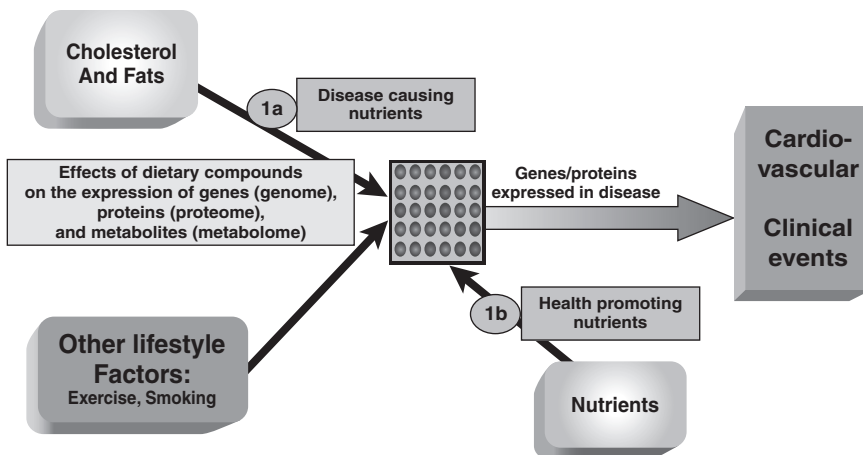 Cholesterol
And Fats
1a
Disease causing
nutrients
Effects of dietary compounds
on the expression of genes (genome),
proteins (proteome),
and metabolites (metabolome)
Genes/proteins
expressed in disease
Cardio-
vascular
Clinical
events
1b
Health promoting
nutrients
Other lifestyle
Factors:
Exercise, Smoking
Nutrients